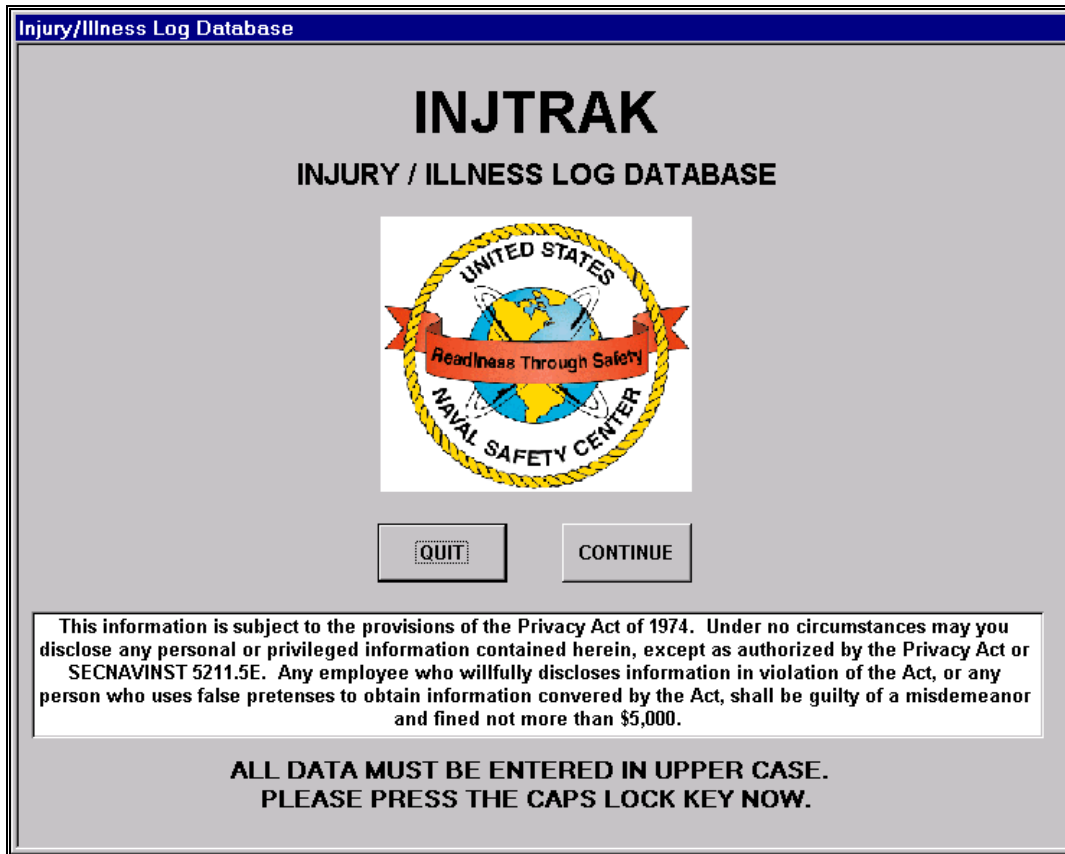 Injury/Illness Log Database
INJTRAK
INJURY / ILLNESS LOG DATABASE
UNITED STATES
Readiness Through Safety
NAVAL SAFETY CENTER
QUIT
CONTINUE
This information is subject to the provisions of the Privacy Act of 1974. Under no circumstances may you
disclose any personal or privileged information contained herein, except as authorized by the Privacy Act or
SECNAVINST 5211.5E. Any employee who willfully discloses information in violation of the Act, or any
person who uses false pretenses to obtain information convered by the Act, shall be guilty of a misdemeanor
and fined not more than $5,000.
ALL DATA MUST BE ENTERED IN UPPER CASE.
PLEASE PRESS THE CAPS LOCK KEY NOW.